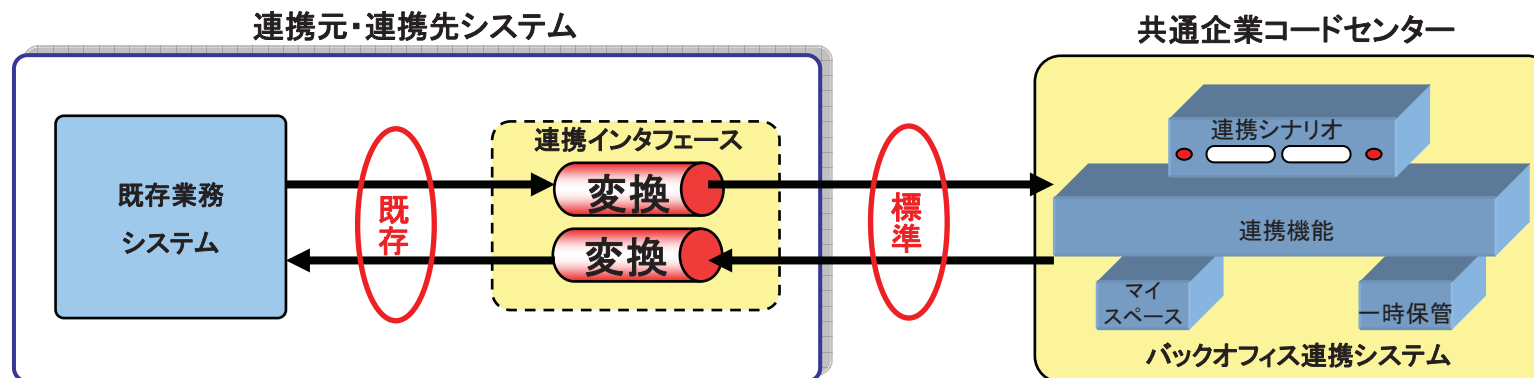 連携元・連携先システム
共通企業コードセンター
既存業務
システム
既存
連携インタフェース
変換
変換
標準
連携シナリオ
連携機能
マイ
スペース
一時保管
バックオフィス連携システム